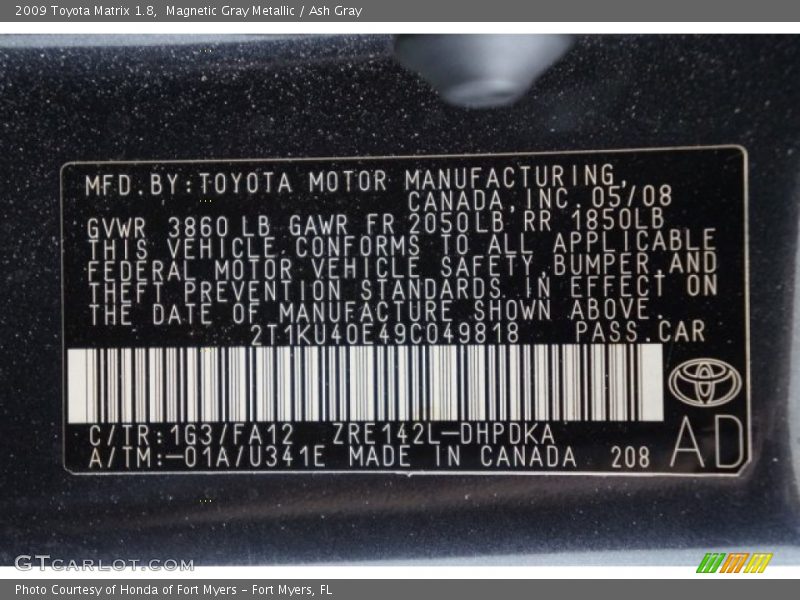 2009 Toyota Matrix 1.8,  Magnetic Gray Metallic / Ash Gray
MFD.BY:TOYOTA MOTOR MANUFACTURING,
CANADA,INC.05/08
GVWR 3860 LB GAWR FR 2050LB,RR 1850LB
THIS VEHICLE CONFORMS TO ALL APPLICABLE
FEDERAL MOTOR VEHICLE SAFETY,BUMPER,AND
THEFT PREVENTION STANDARDS IN EFFECT ON
THE DATE OF MANUFACTURE SHOWN ABOVE.
2T1KU40E49C049818 PASS.CAR
C/TR:1G3/FA12 ZRE142L-DHPDKA
A/TM:-01A/U341E MADE IN CANADA 208
AD
GTCARLOT.COM
Photo Courtesy of Honda of Fort Myers - Fort Myers, FL